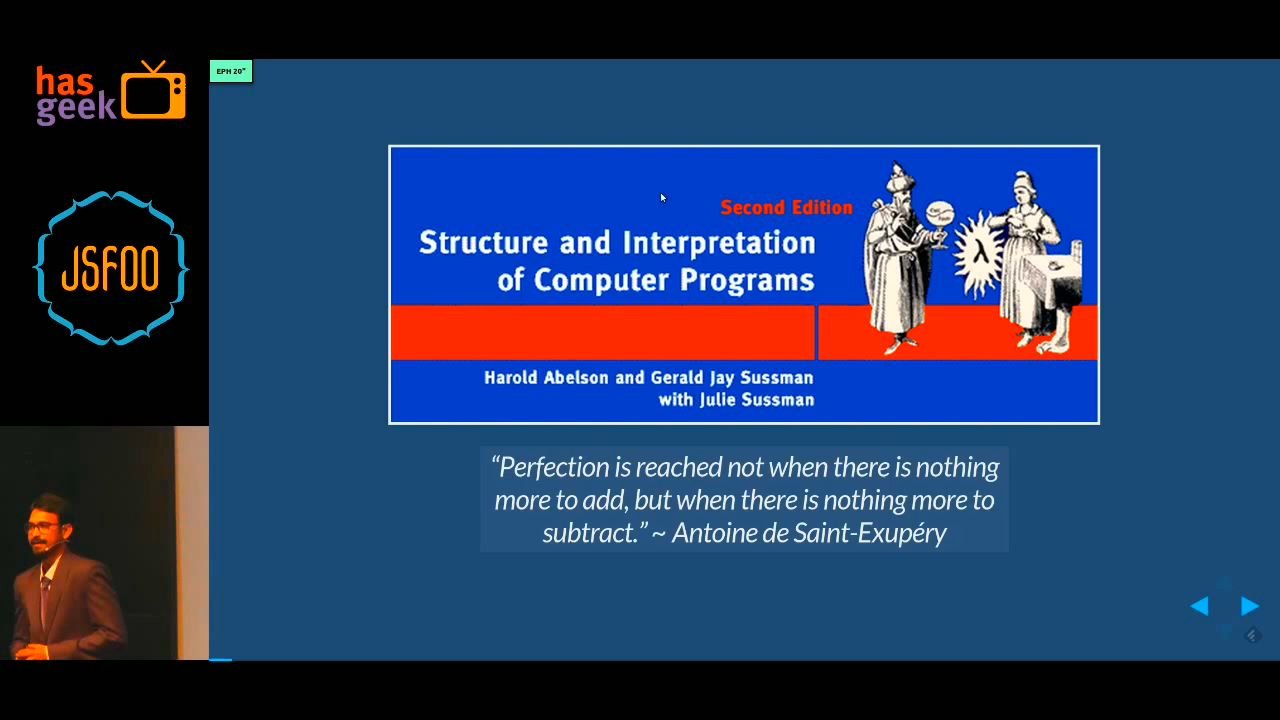 has
geek
JSFOO
EPH 20"
Second Edition
Structure and Interpretation
of Computer Programs
λ
Harold Abelson and Gerald Jay Sussman
with Julie Sussman
“Perfection is reached not when there is nothing
more to add, but when there is nothing more to
subtract.” ~ Antoine de Saint-Exupéry